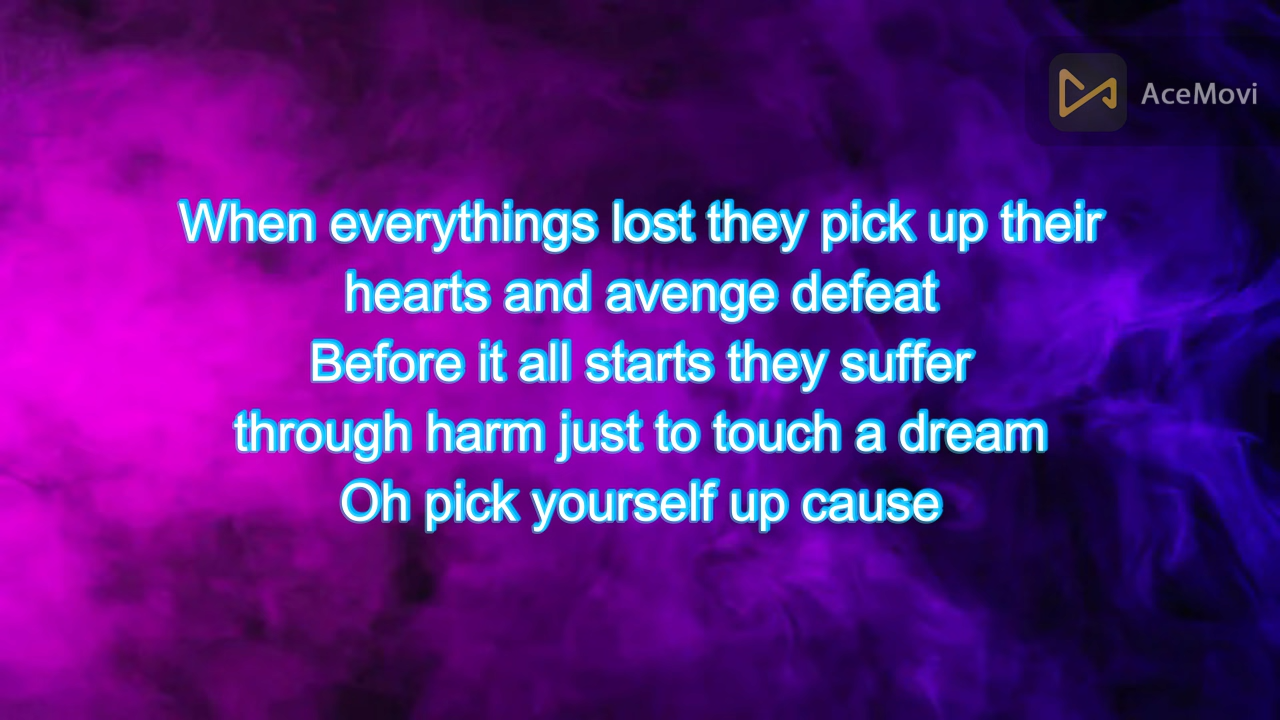 AceMovi
When everythings lost they pick up their
hearts and avenge defeat
Before it all starts they suffer
through harm just to touch a dream
Oh pick yourself up cause